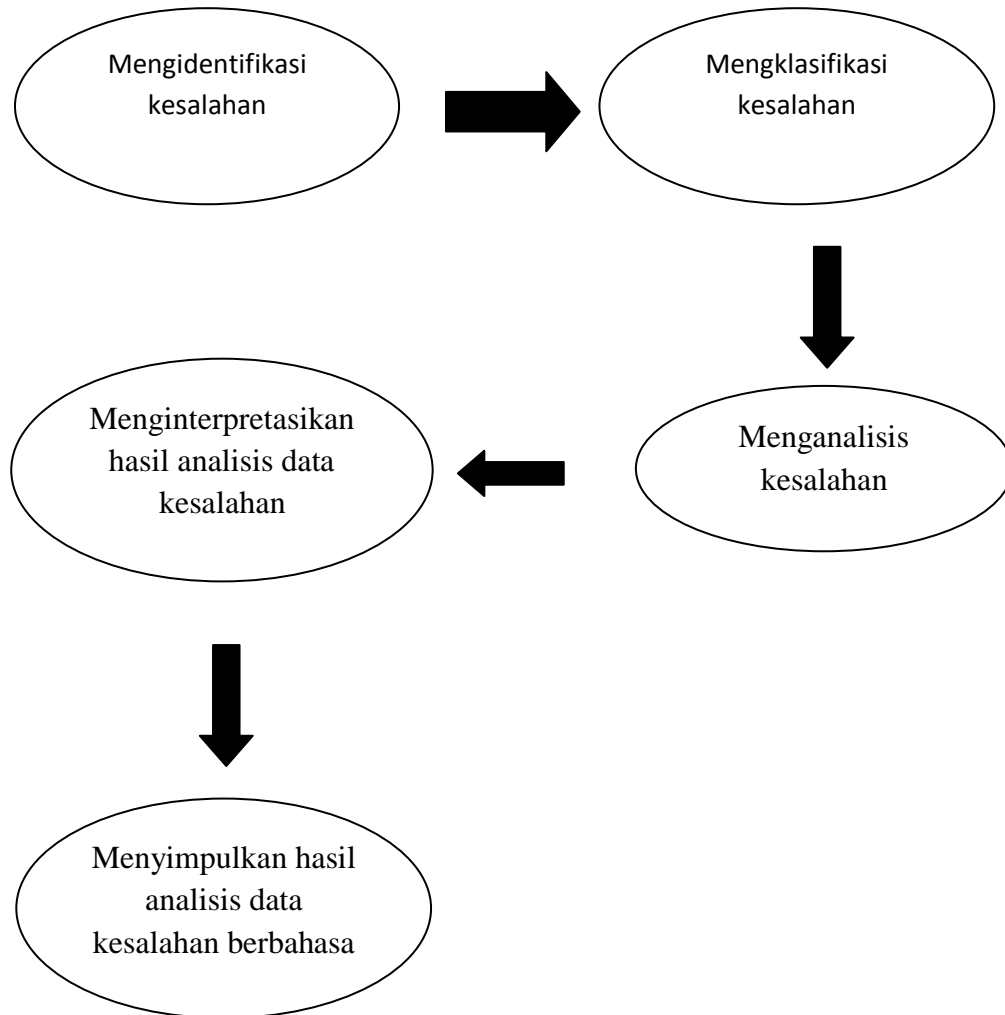 Mengidentifikasi
kesalahan
Mengklasifikasi
kesalahan
Menganalisis
kesalahan
Menginterpretasikan
hasil analisis data
kesalahan
Menyimpulkan hasil
analisis data
kesalahan berbahasa